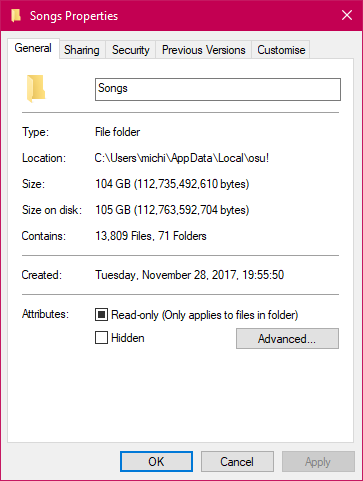 Songs Properties
General Sharing Security Previous Versions Customise
Songs
Type: File folder
Location: C:\Users\michi\AppData\Local\osu!
Size: 104 GB (112,735,492,610 bytes)
Size on disk: 105 GB (112,763,592,704 bytes)
Contains: 13,809 Files, 71 Folders
Created: Tuesday, November 28, 2017, 19:55:50
Attributes: Read-only (Only applies to files in folder)
Hidden Advanced...
OK Cancel Apply